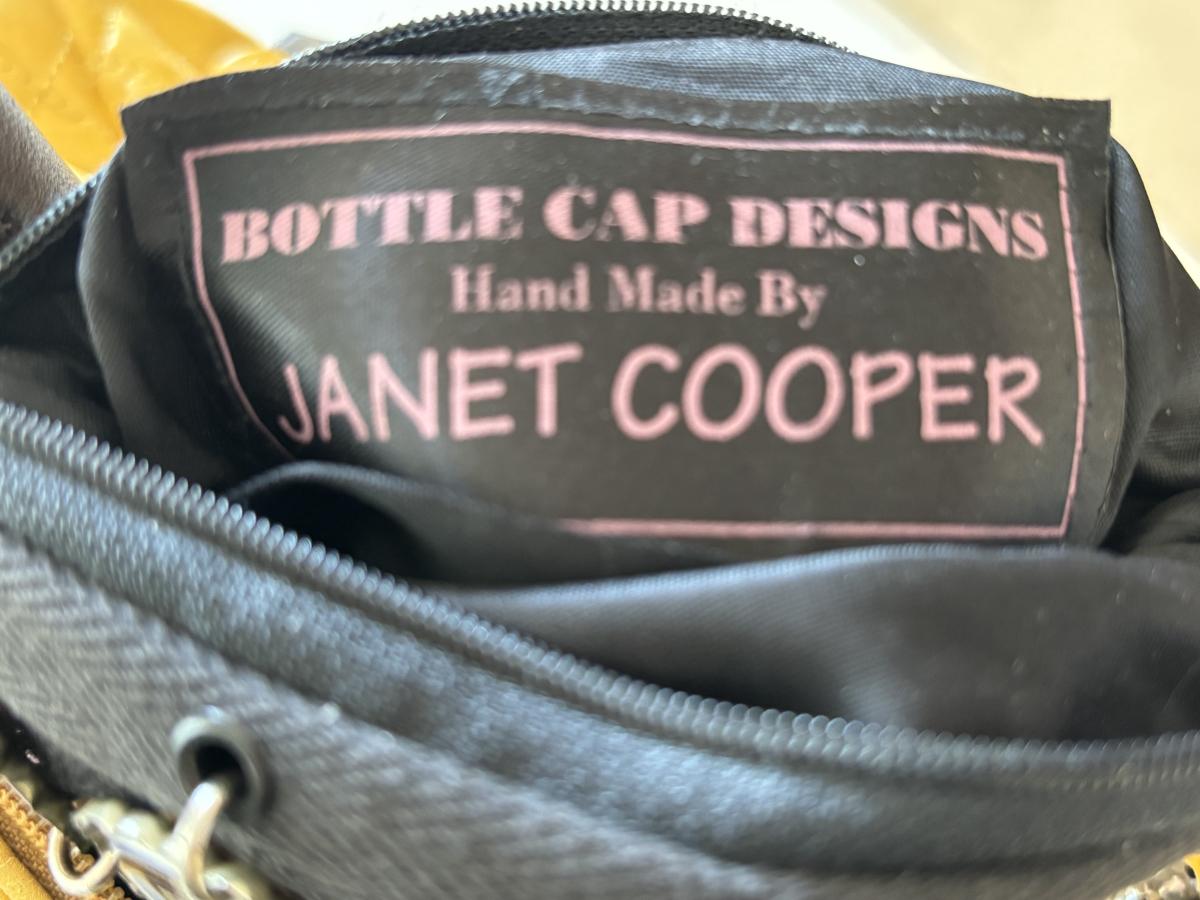 BOTTLE CAP DESIGNS
Hand Made By
JANET COOPER